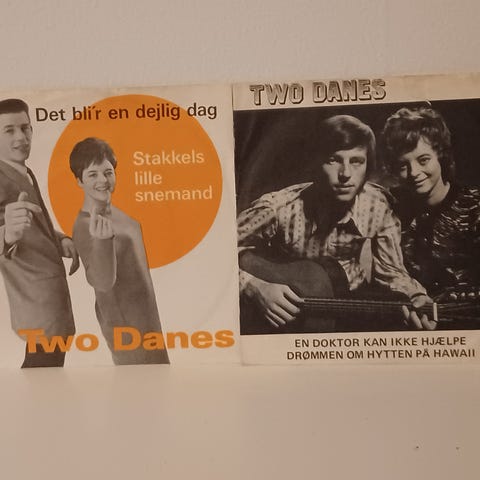 Det bli'r en dejlig dag
Stakkels
lille
snemand
Two Danes
TWO DANES
EN DOKTOR KAN IKKE HJÆLPE
DRØMMEN OM HYTTEN PÅ HAWAII